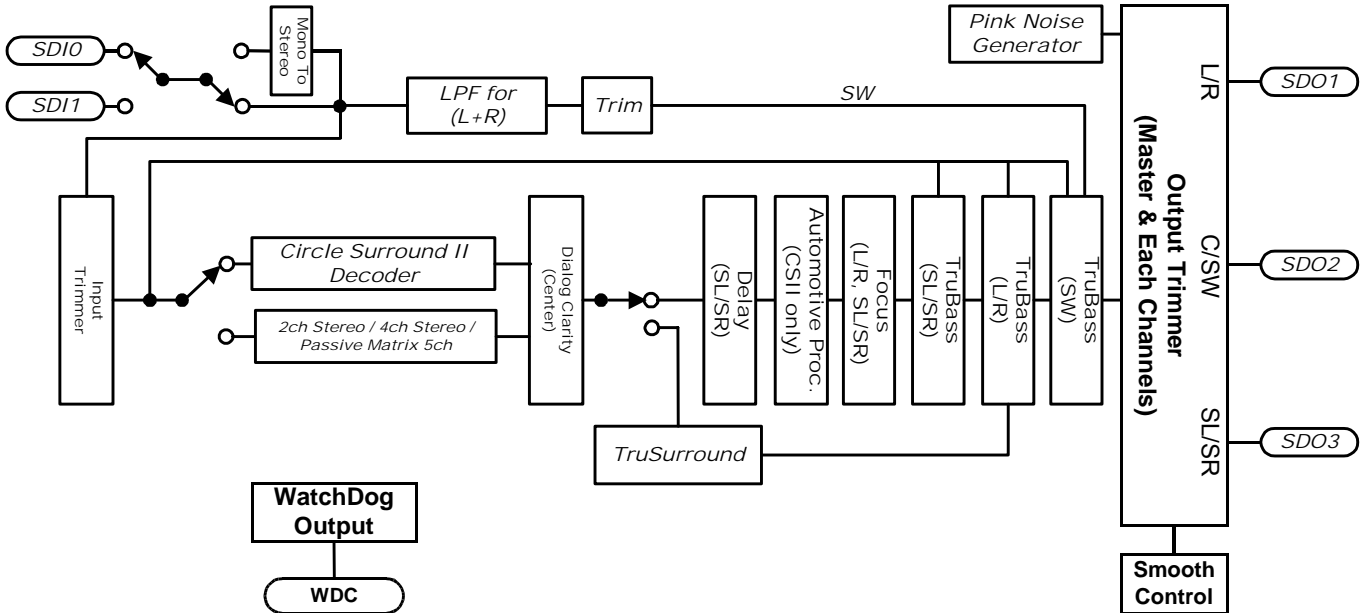 SDI0
SDI1
Mono To
Stereo
LPF for
(L+R)
Trim
SW
Pink Noise
Generator
Input
Trimmer
Circle Surround II
Decoder
2ch Stereo / 4ch Stereo /
Passive Matrix 5ch
Dialog Clarity
(Center)
Delay
(SL/SR)
Automotive Proc.
(CSII only)
Focus
(L/R, SL/SR)
TruBass
(SL/SR)
TruBass
(L/R)
TruBass
(SW)
TruSurround
Output Trimmer
(Master & Each Channels)
L/R
C/SW
SL/SR
SDO1
SDO2
SDO3
WatchDog
Output
WDC
Smooth
Control